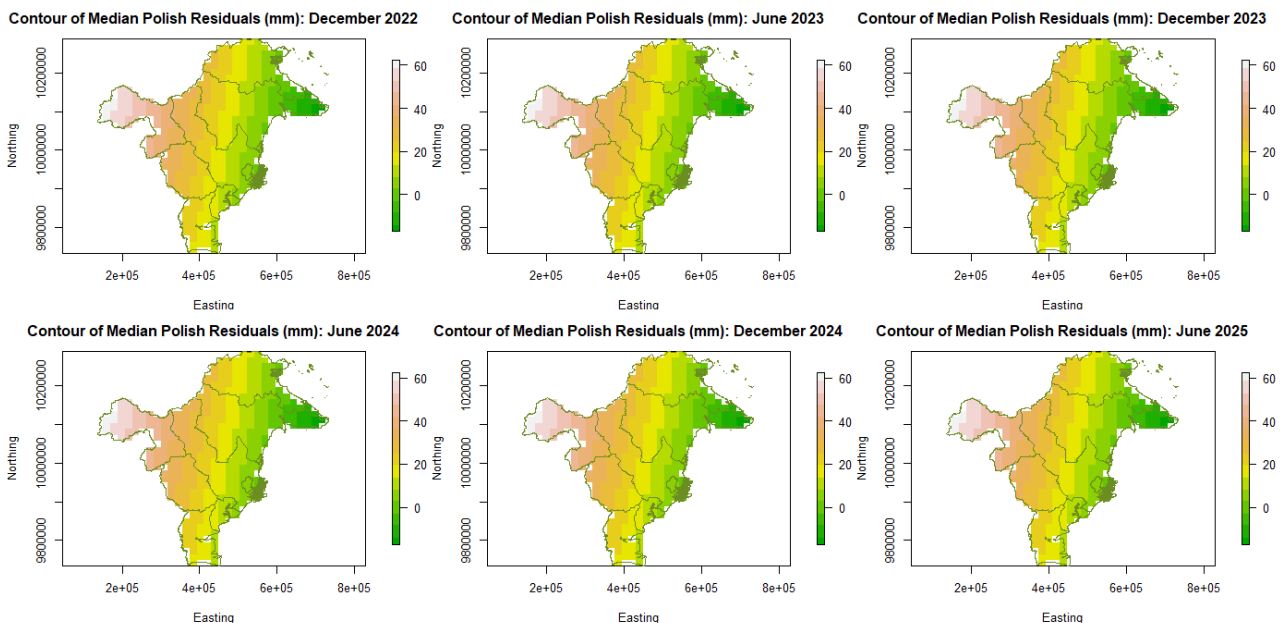 Contour of Median Polish Residuals (mm): December 2022
Northing
10200000
10000000
9800000
2e+05 4e+05 6e+05 8e+05
Easting
60
40
20
0
Contour of Median Polish Residuals (mm): June 2023
Northing
10200000
10000000
9800000
2e+05 4e+05 6e+05 8e+05
Easting
60
40
20
0
Contour of Median Polish Residuals (mm): December 2023
Northing
10200000
10000000
9800000
2e+05 4e+05 6e+05 8e+05
Easting
60
40
20
0
Contour of Median Polish Residuals (mm): June 2024
Northing
10200000
10000000
9800000
2e+05 4e+05 6e+05 8e+05
Easting
60
40
20
0
Contour of Median Polish Residuals (mm): December 2024
Northing
10200000
10000000
9800000
2e+05 4e+05 6e+05 8e+05
Easting
60
40
20
0
Contour of Median Polish Residuals (mm): June 2025
Northing
10200000
10000000
9800000
2e+05 4e+05 6e+05 8e+05
Easting
60
40
20
0